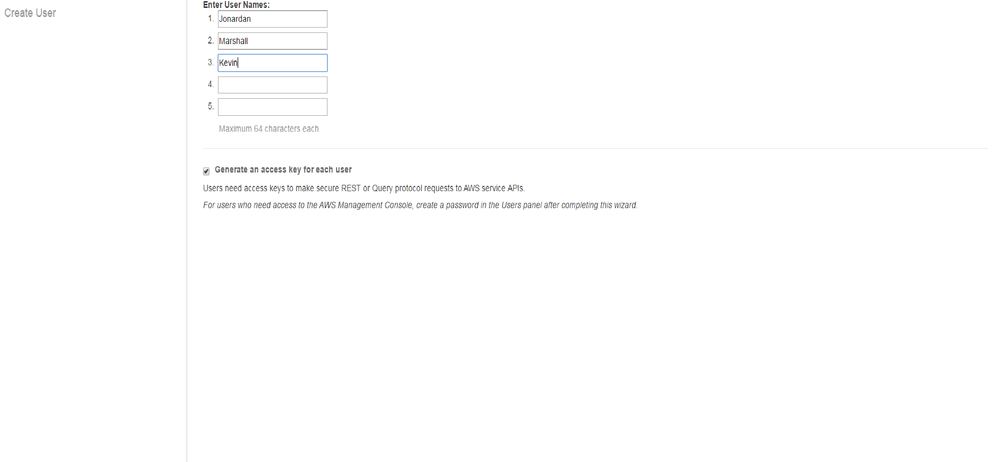 Create User
Enter User Names:
1. Jonardan
2. Marshall
3. Kevin
4.
5.
Maximum 64 characters each
Generate an access key for each user
Users need access keys to make secure REST or Query protocol requests to AWS service APIs.
For users who need access to the AWS Management Console, create a password in the Users panel after completing this wizard.